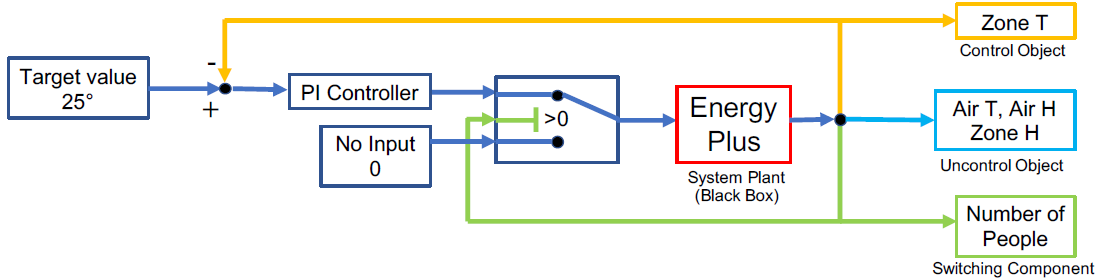 Zone T
Control Object
-
Target value
25°
+
PI Controller
No Input
0
>0
Energy
Plus
System Plant
(Black Box)
Air T, Air H
Zone H
Uncontrol Object
Number of
People
Switching Component